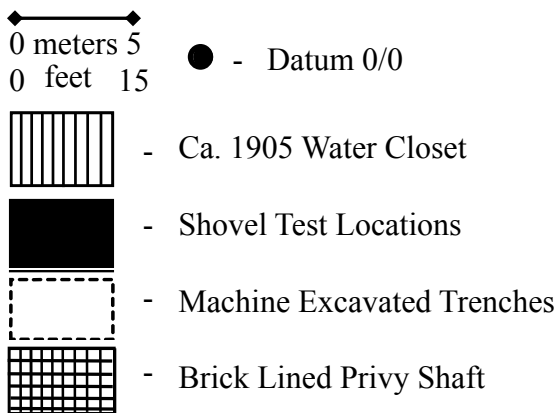 0 meters 5
0 feet 15
- Datum 0/0
- Ca. 1905 Water Closet
- Shovel Test Locations
- Machine Excavated Trenches
- Brick Lined Privy Shaft